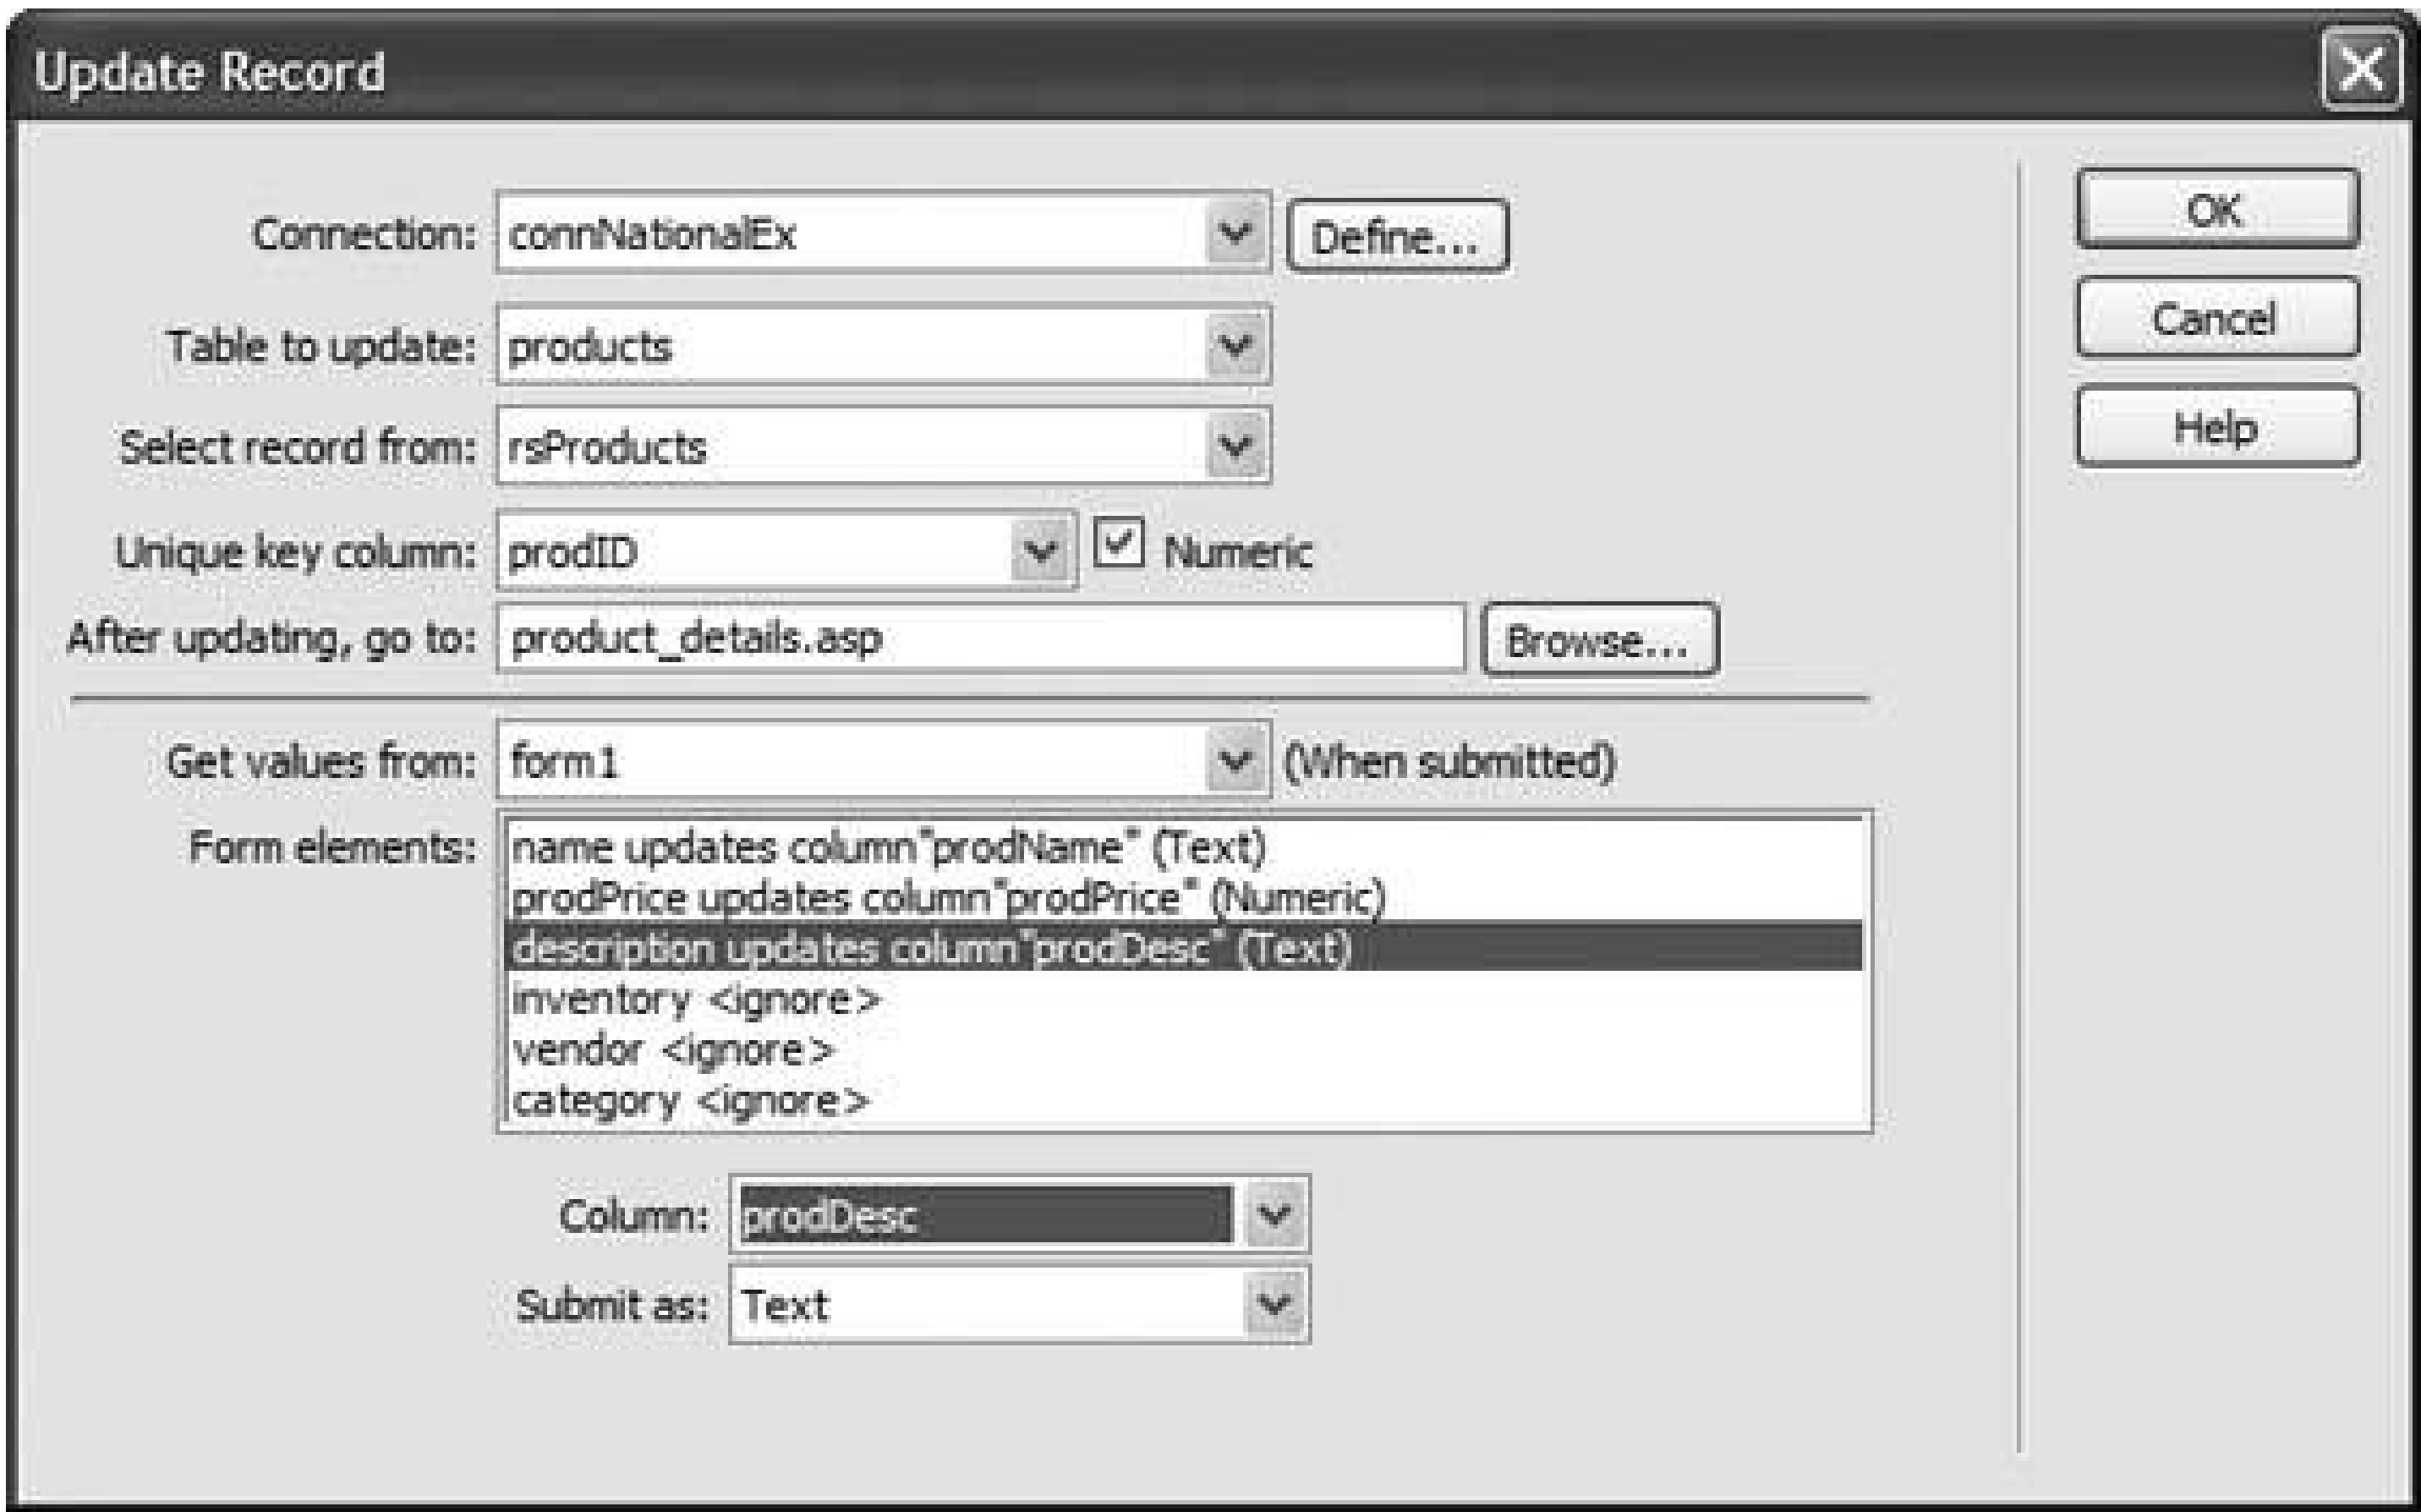 Update Record
Connection: connNationalEx Define...
Table to update: products
Select record from: rsProducts
Unique key column: prodID Numeric
After updating, go to: product_details.asp Browse...
Get values from: form1 (When submitted)
Form elements: name updates column"prodName" (Text)
prodPrice updates column"prodPrice" (Numeric)
description updates column"prodDesc" (Text)
inventory <ignore>
vendor <ignore>
category <ignore>
Column: prodDesc
Submit as: Text
OK
Cancel
Help